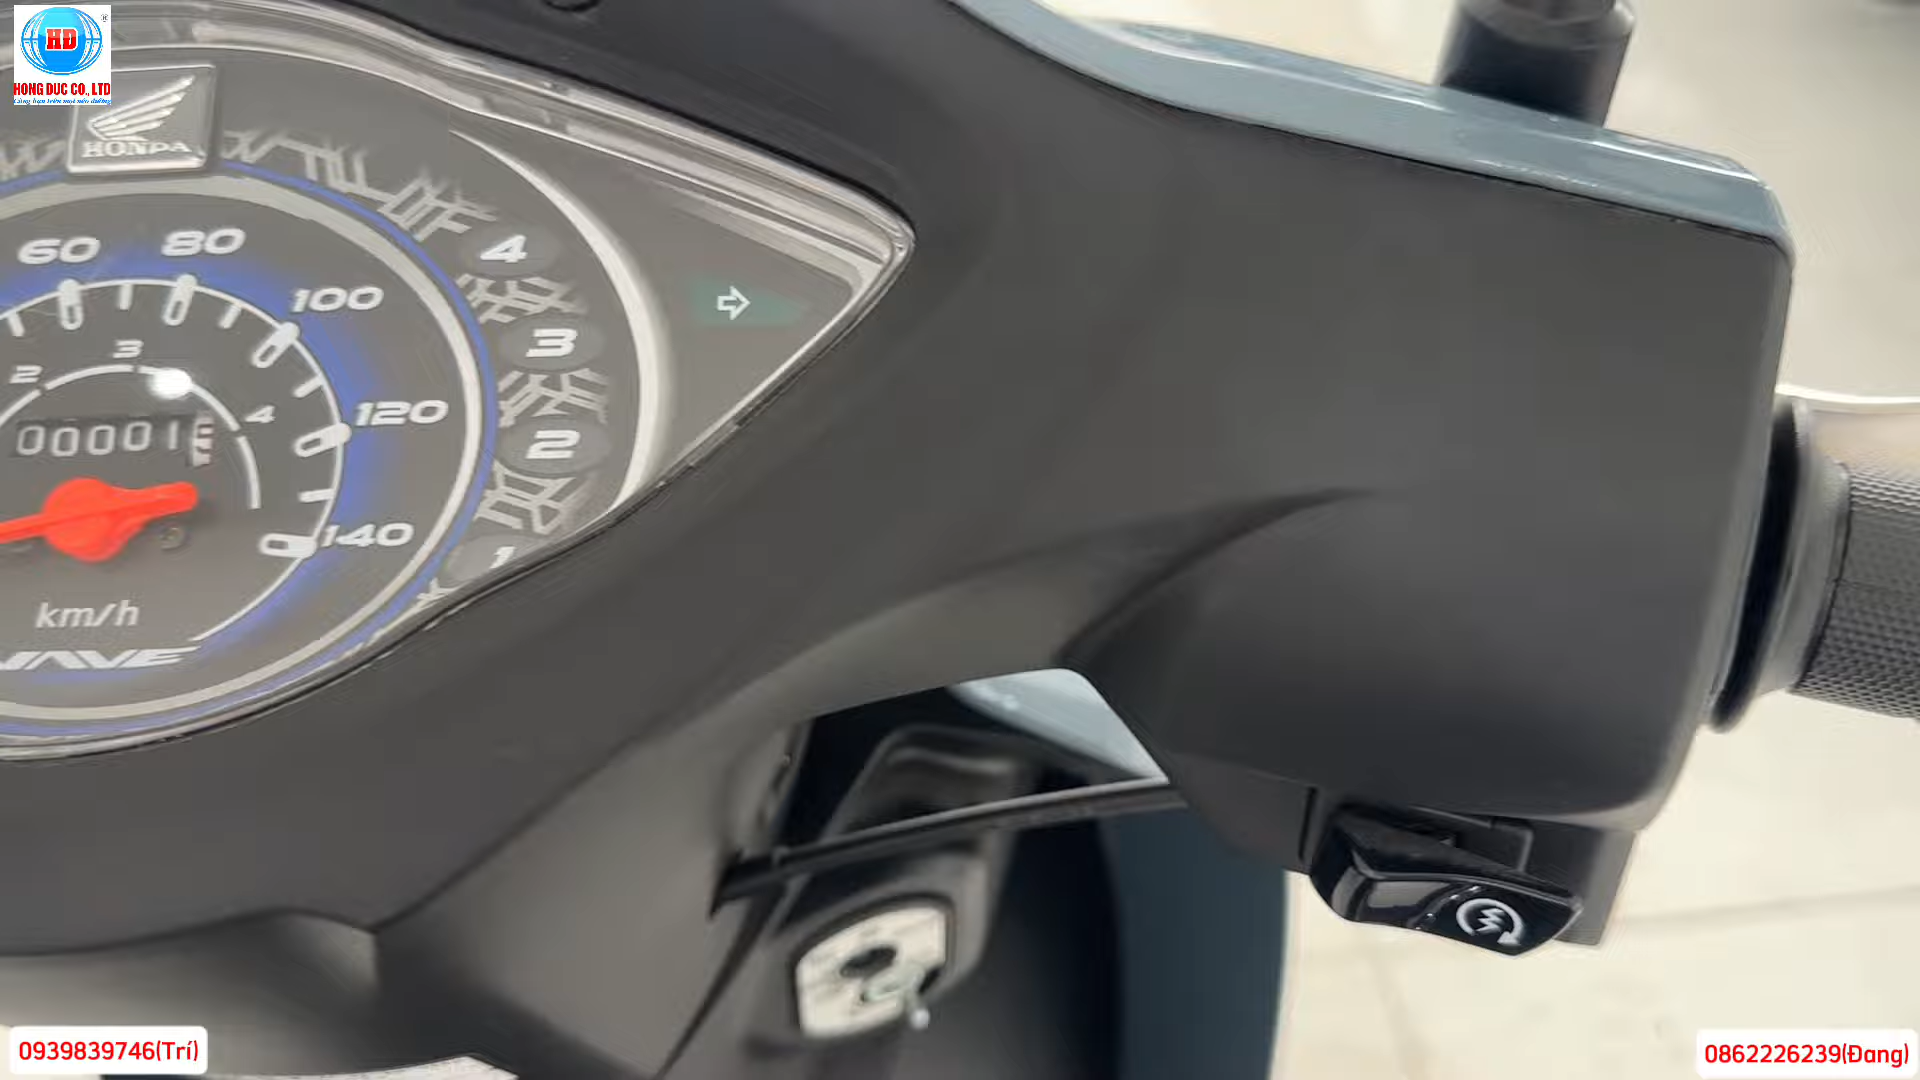 HD
HONG DUC CO., LTD
HONDA
60
80
100
120
140
2
3
4
00001
km/h
WAVE
4
3
2
1
0939839746(Trí)
0862226239(Đang)